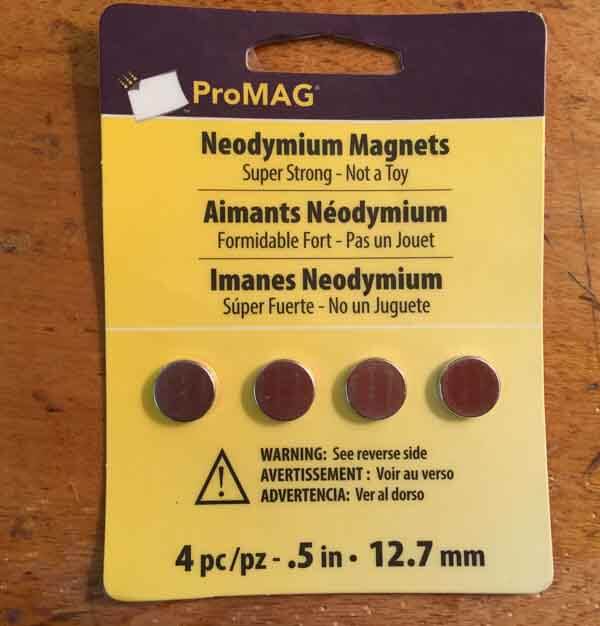 ProMAG
Neodymium Magnets
Super Strong - Not a Toy
Aimants Néodymium
Formidable Fort - Pas un Jouet
Imanes Neodymium
Súper Fuerte - No un Juguete
WARNING: See reverse side
AVERTISSEMENT : Voir au verso
ADVERTENCIA: Ver al dorso
4 pc/pz - .5 in • 12.7 mm